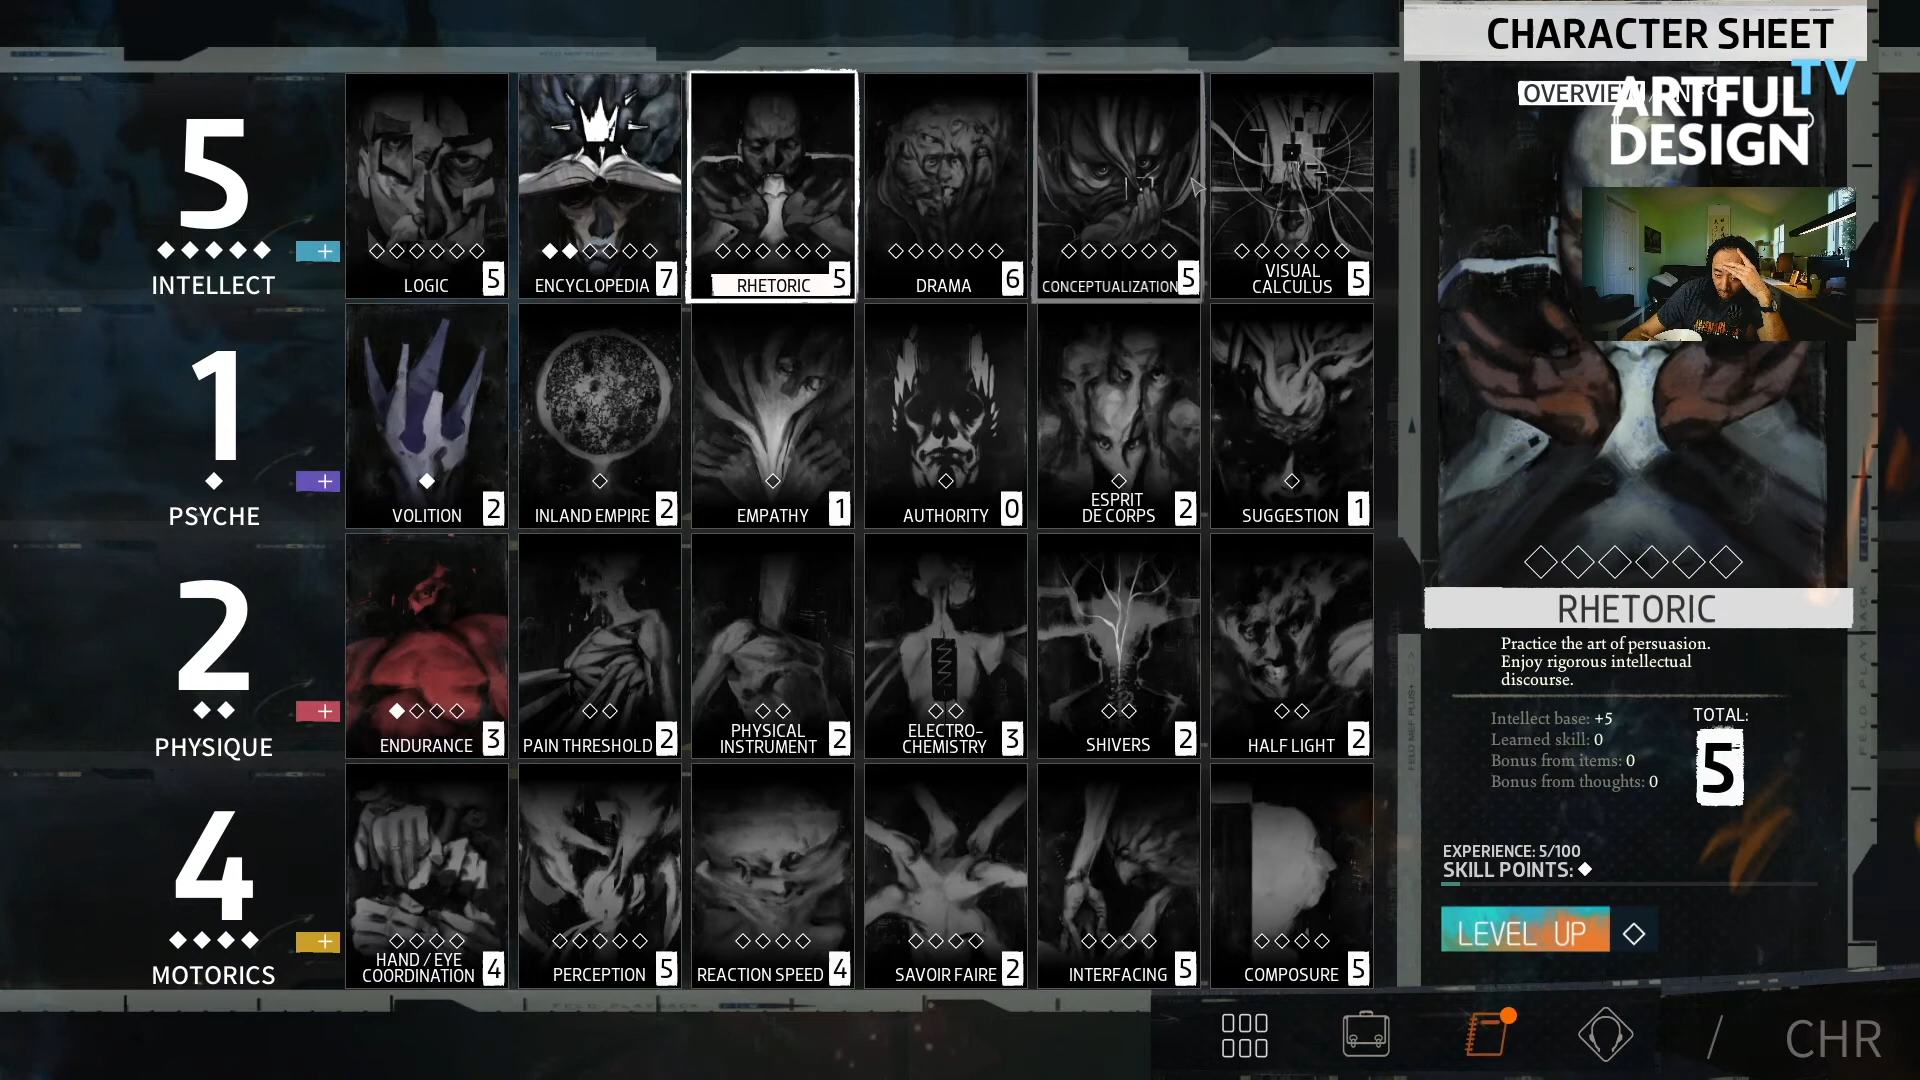 CHARACTER SHEET
OVERVIEW
ARTFUL TV
DESIGN
5
INTELLECT
LOGIC 5
ENCYCLOPEDIA 7
RHETORIC 5
DRAMA 6
CONCEPTUALIZATION 5
VISUAL
CALCULUS 5
1
PSYCHE
VOLITION 2
INLAND EMPIRE 2
EMPATHY 1
AUTHORITY 0
ESPRIT
DE CORPS 2
SUGGESTION 1
2
PHYSIQUE
ENDURANCE 3
PAIN THRESHOLD 2
PHYSICAL
INSTRUMENT 2
ELECTRO-
CHEMISTRY 3
SHIVERS 2
HALF LIGHT 2
4
MOTORICS
HAND / EYE
COORDINATION 4
PERCEPTION 5
REACTION SPEED 4
SAVOIR FAIRE 2
INTERFACING 5
COMPOSURE 5
RHETORIC
Practice the art of persuasion.
Enjoy rigorous intellectual
discourse.
Intellect base: +5
Learned skill: 0
Bonus from items: 0
Bonus from thoughts: 0
TOTAL:
5
EXPERIENCE: 5/100
SKILL POINTS:
LEVEL UP
/ CHR